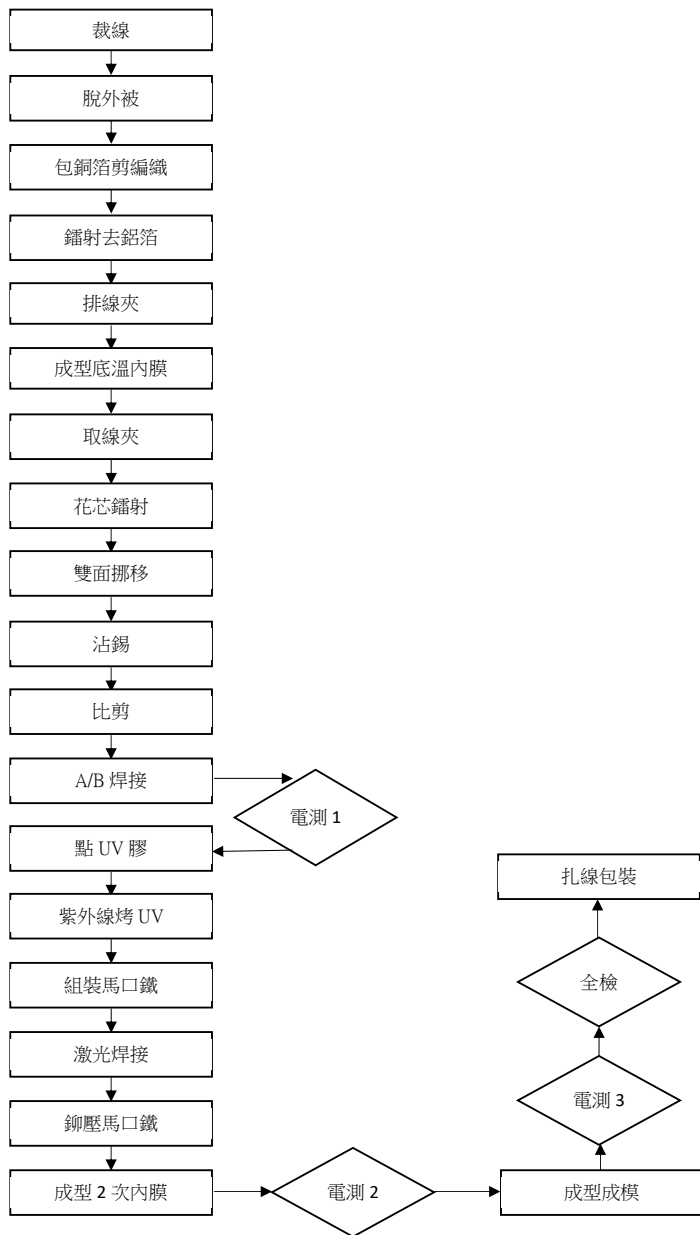 裁線
脫外被
包銅箔剪編織
鐳射去鋁箔
排線夾
成型底溫內膜
取線夾
花芯鐳射
雙面挪移
沾錫
比剪
A/B 焊接
電測 1
點 UV 膠
紫外線烤 UV
組裝馬口鐵
激光焊接
鉚壓馬口鐵
成型 2 次內膜
電測 2
成型成模
電測 3
全檢
扎線包裝